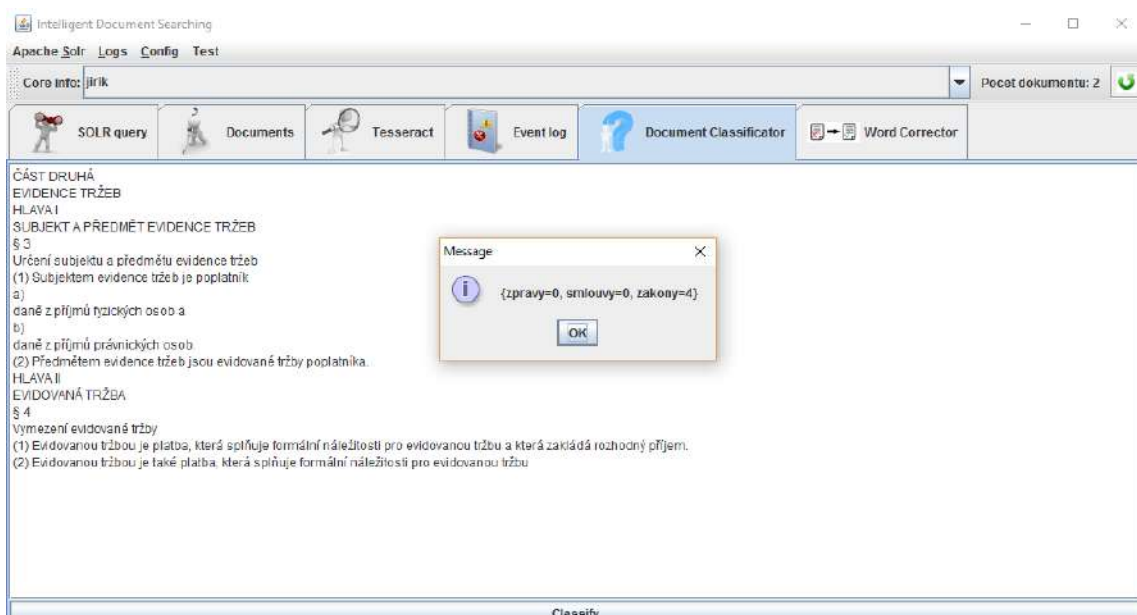 Intelligent Document Searching
Apache Solr Logs Config Test
Core Info: jirik Pocet dokumentu: 2
SOLR query Documents Tesseract Event log Document Classificator Word Corrector
ČÁST DRUHÁ
EVIDENCE TRŽEB
HLAVA I
SUBJEKT A PŘEDMĚT EVIDENCE TRŽEB
§ 3
Určení subjektu a předmětu evidence tržeb
(1) Subjektem evidence tržeb je poplatník
a)
daně z příjmů fyzických osob a
b)
daně z příjmů právnických osob.
(2) Předmětem evidence tržeb jsou evidované tržby poplatníka.
HLAVA II
EVIDOVANÁ TRŽBA
§ 4
Vymezení evidované tržby
(1) Evidovanou tržbou je platba, která splňuje formální náležitosti pro evidovanou tržbu a která zakládá rozhodný příjem.
(2) Evidovanou tržbou je také platba, která splňuje formální náležitosti pro evidovanou tržbu
Message
{zpravy=0, smlouvy=0, zakony=4}
OK
Classify